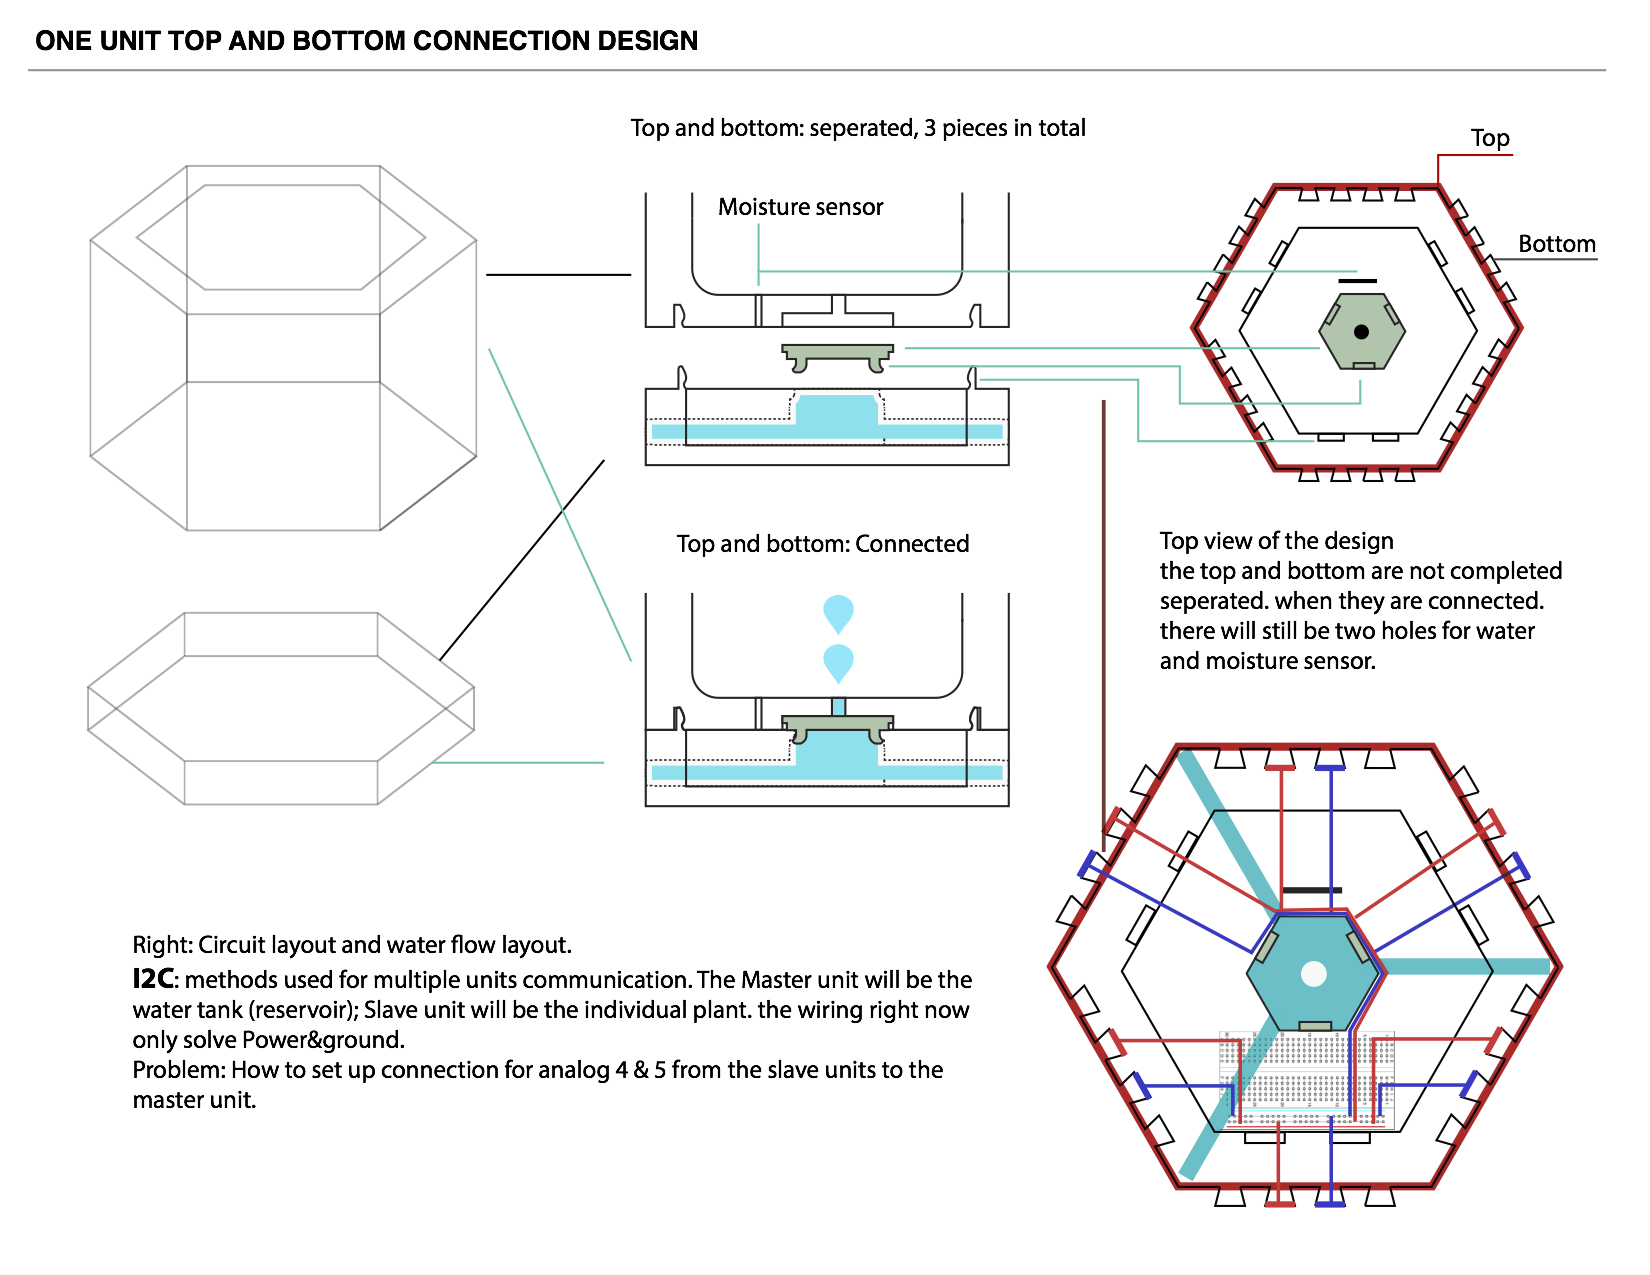 ONE UNIT TOP AND BOTTOM CONNECTION DESIGN
Top and bottom: seperated, 3 pieces in total
Moisture sensor
Top
Bottom
Top and bottom: Connected
Top view of the design
the top and bottom are not completed
seperated. when they are connected.
there will still be two holes for water
and moisture sensor.
Right: Circuit layout and water flow layout.
I2C: methods used for multiple units communication. The Master unit will be the
water tank (reservoir); Slave unit will be the individual plant. the wiring right now
only solve Power&ground.
Problem: How to set up connection for analog 4 & 5 from the slave units to the
master unit.